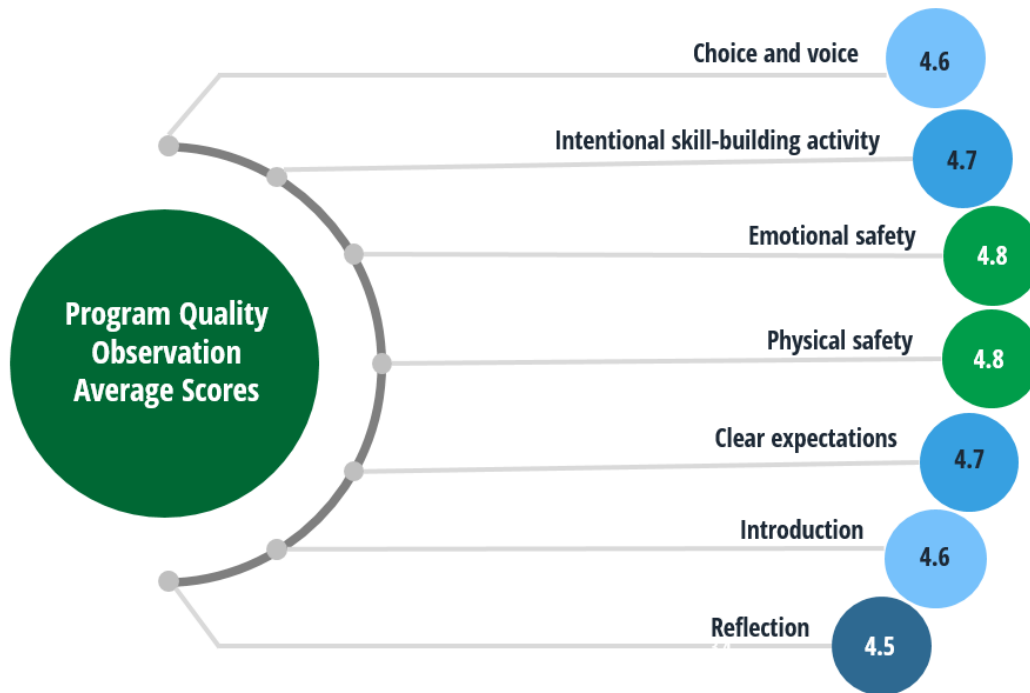 Choice and voice
4.6
Intentional skill-building activity
4.7
Emotional safety
4.8
Program Quality
Observation
Average Scores
Physical safety
4.8
Clear expectations
4.7
Introduction
4.6
Reflection
4.5